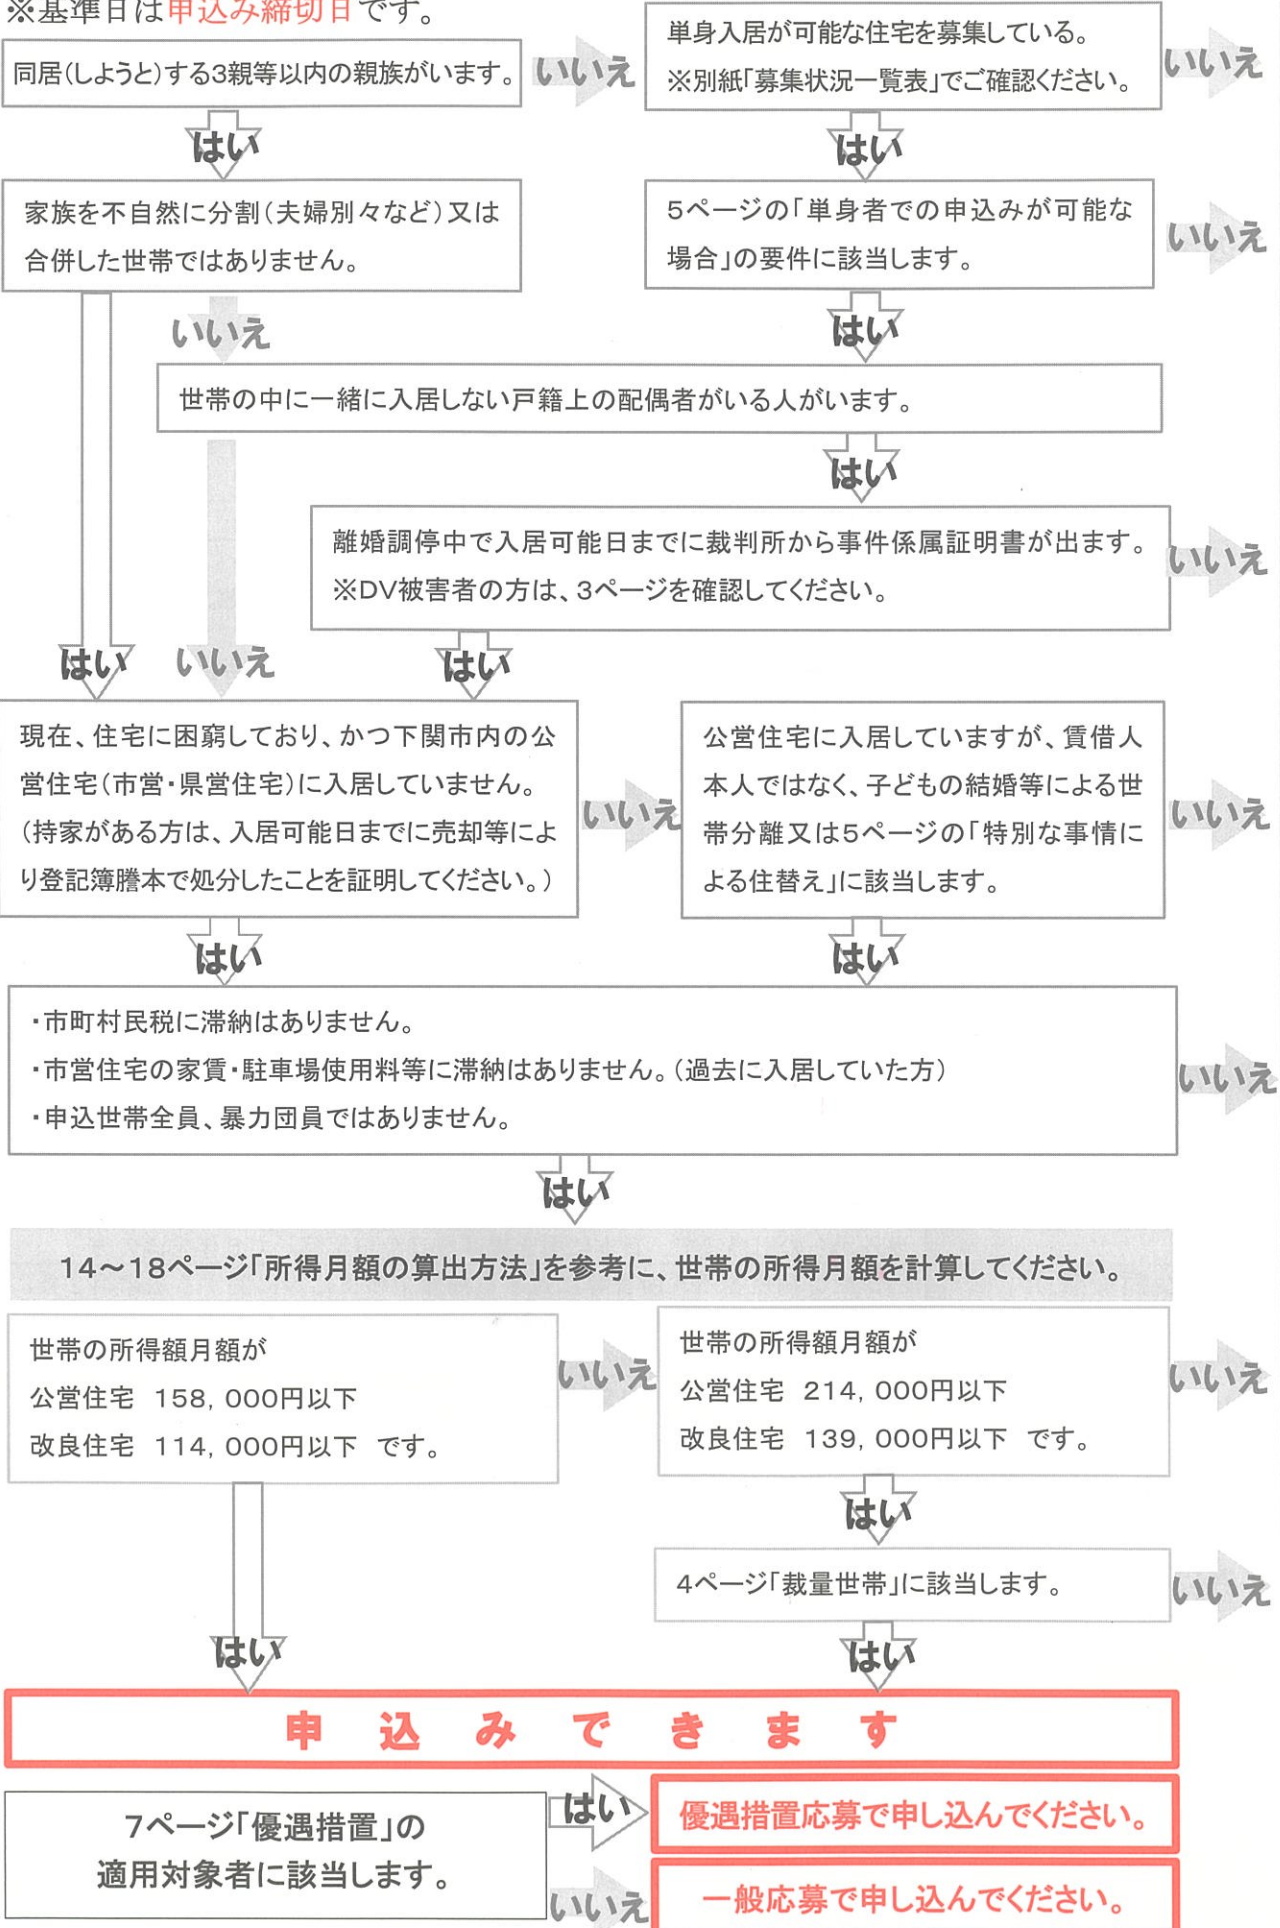 ※基準日は申込み締切日です。
同居(しようと)する3親等以内の親族がいます。
いいえ
単身入居が可能な住宅を募集している。
※別紙「募集状況一覧表」でご確認ください。
いいえ
はい
はい
家族を不自然に分割(夫婦別々など)又は
合併した世帯ではありません。
5ページの「単身者での申込みが可能な
場合」の要件に該当します。
いいえ
いいえ
はい
世帯の中に一緒に入居しない戸籍上の配偶者がいる人がいます。
はい
離婚調停中で入居可能日までに裁判所から事件係属証明書が出ます。
※DV被害者の方は、3ページを確認してください。
いいえ
はい
いいえ
はい
現在、住宅に困窮しており、かつ下関市内の公
営住宅(市営・県営住宅)に入居していません。
(持家がある方は、入居可能日までに売却等によ
り登記簿謄本で処分したことを証明してください。)
いいえ
公営住宅に入居していますが、賃借人
本人ではなく、子どもの結婚等による世
帯分離又は5ページの「特別な事情に
よる住替え」に該当します。
いいえ
はい
はい
・市町村民税に滞納はありません。
・市営住宅の家賃・駐車場使用料等に滞納はありません。(過去に入居していた方)
・申込世帯全員、暴力団員ではありません。
いいえ
はい
14～18ページ「所得月額の算出方法」を参考に、世帯の所得月額を計算してください。
世帯の所得額月額が
公営住宅 158,000円以下
改良住宅 114,000円以下 です。
いいえ
世帯の所得額月額が
公営住宅 214,000円以下
改良住宅 139,000円以下 です。
いいえ
はい
4ページ「裁量世帯」に該当します。
いいえ
はい
はい
申込みできます
7ページ「優遇措置」の
適用対象者に該当します。
はい
優遇措置応募で申し込んでください。
いいえ
一般応募で申し込んでください。